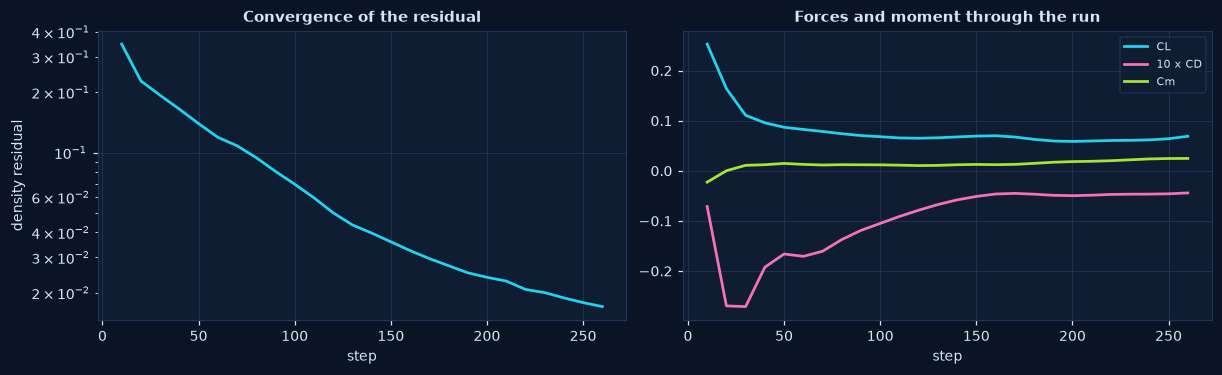 Convergence of the residual
4 × 10⁻¹
3 × 10⁻¹
2 × 10⁻¹
10⁻¹
6 × 10⁻²
4 × 10⁻²
3 × 10⁻²
2 × 10⁻²
density residual
0 50 100 150 200 250
step
Forces and moment through the run
CL
10 x CD
Cm
0.2
0.1
0.0
−0.1
−0.2
0 50 100 150 200 250
step